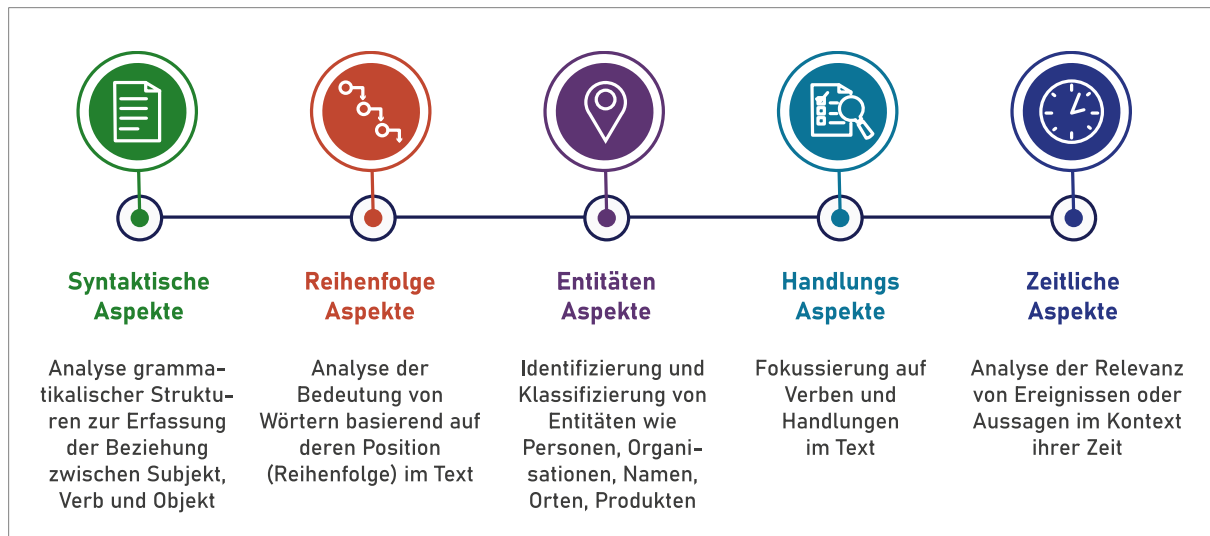 Syntaktische
Aspekte
Analyse gramma-
tikalischer Struktu-
ren zur Erfassung
der Beziehung
zwischen Subjekt,
Verb und Objekt
Reihenfolge
Aspekte
Analyse der
Bedeutung von
Wörtern basierend auf
deren Position
(Reihenfolge) im Text
Entitäten
Aspekte
Identifizierung und
Klassifizierung von
Entitäten wie
Personen, Organi-
sationen, Namen,
Orten, Produkten
Handlungs
Aspekte
Fokussierung auf
Verben und
Handlungen
im Text
Zeitliche
Aspekte
Analyse der Relevanz
von Ereignissen oder
Aussagen im Kontext
ihrer Zeit